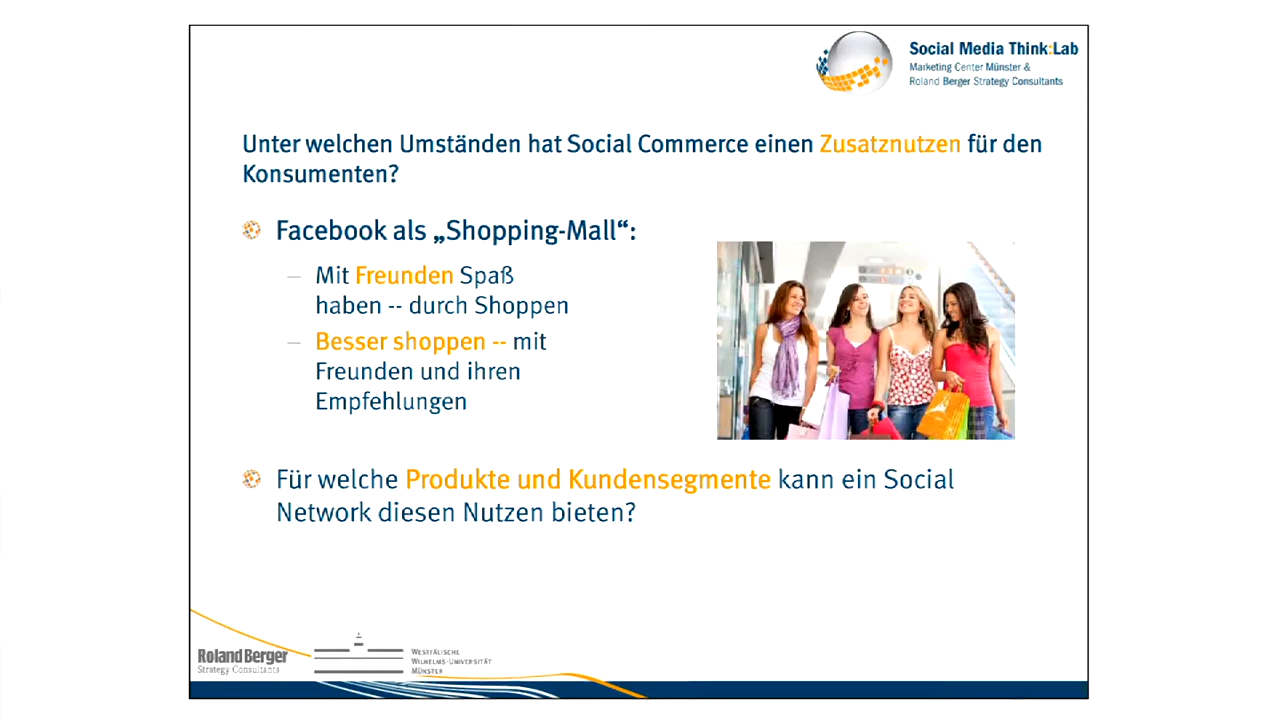 Social Media Think:Lab
Marketing Center Münster &
Roland Berger Strategy Consultants
Unter welchen Umständen hat Social Commerce einen Zusatznutzen für den
Konsumenten?
Facebook als „Shopping-Mall“:
– Mit Freunden Spaß
haben -- durch Shoppen
– Besser shoppen -- mit
Freunden und ihren
Empfehlungen
Für welche Produkte und Kundensegmente kann ein Social
Network diesen Nutzen bieten?
Roland Berger
Strategy Consultants
WESTFÄLISCHE
WILHELMS-UNIVERSITÄT
MÜNSTER